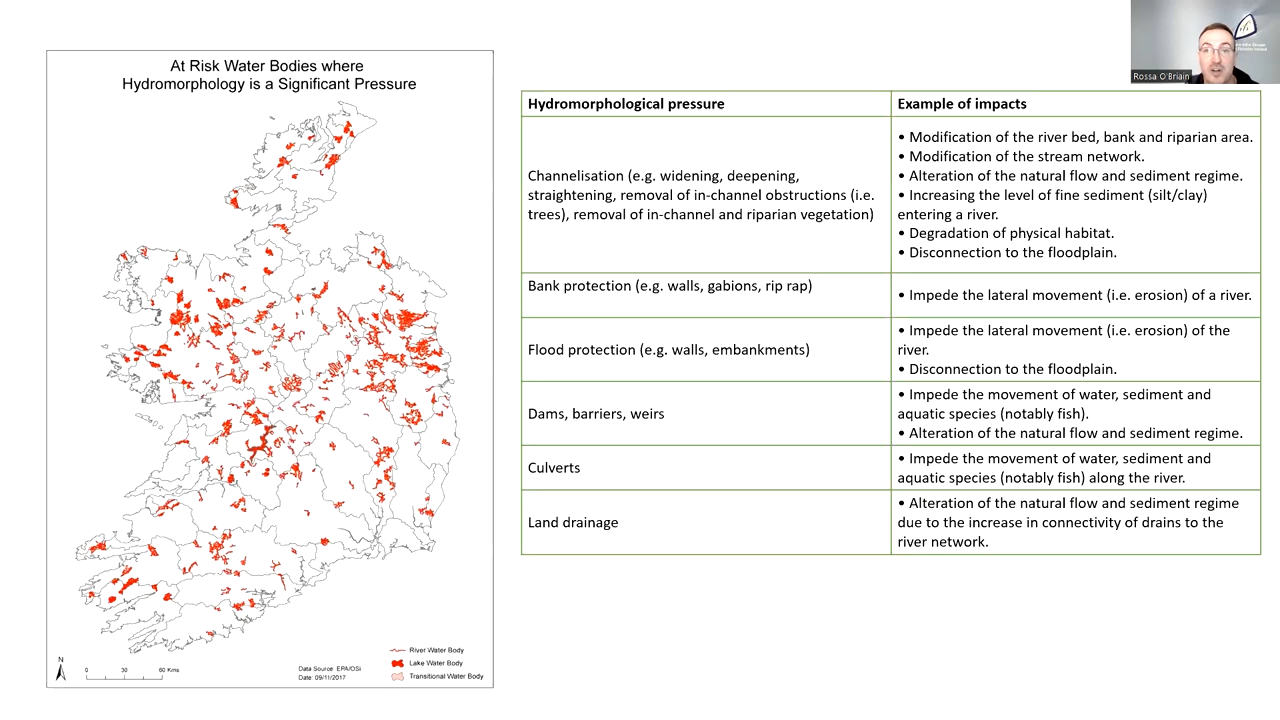 At Risk Water Bodies where
Hydromorphology is a Significant Pressure
N
0 30 60 Kms
Data Source: EPA/OSi
Date: 09/11/2017
River Water Body
Lake Water Body
Transitional Water Body
Rossa Ó Briain
Hydromorphological pressure
Example of impacts
Channelisation (e.g. widening, deepening,
straightening, removal of in-channel obstructions (i.e.
trees), removal of in-channel and riparian vegetation)
• Modification of the river bed, bank and riparian area.
• Modification of the stream network.
• Alteration of the natural flow and sediment regime.
• Increasing the level of fine sediment (silt/clay)
entering a river.
• Degradation of physical habitat.
• Disconnection to the floodplain.
Bank protection (e.g. walls, gabions, rip rap)
• Impede the lateral movement (i.e. erosion) of a river.
Flood protection (e.g. walls, embankments)
• Impede the lateral movement (i.e. erosion) of the
river.
• Disconnection to the floodplain.
Dams, barriers, weirs
• Impede the movement of water, sediment and
aquatic species (notably fish).
• Alteration of the natural flow and sediment regime.
Culverts
• Impede the movement of water, sediment and
aquatic species (notably fish) along the river.
Land drainage
• Alteration of the natural flow and sediment regime
due to the increase in connectivity of drains to the
river network.